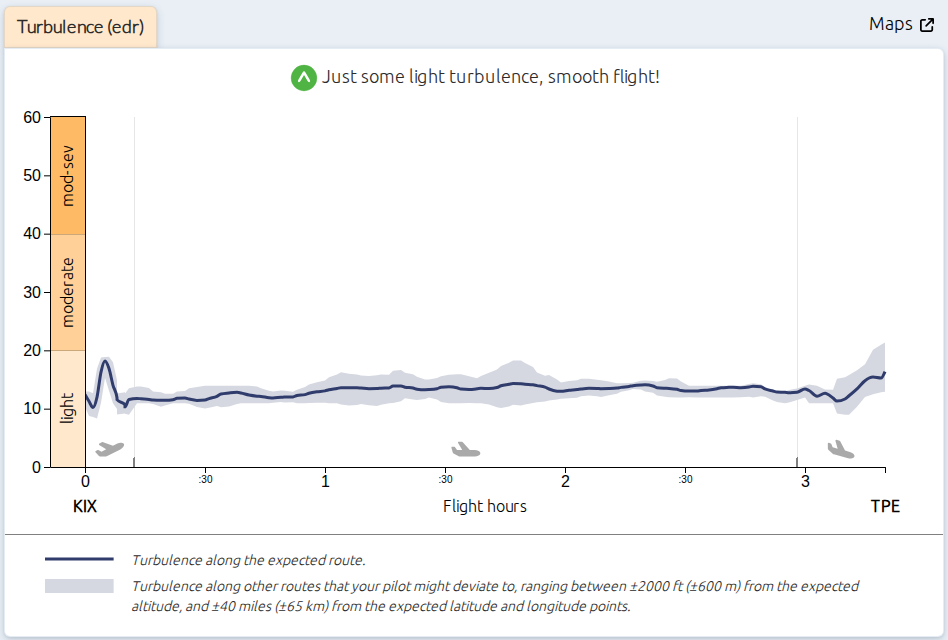 Turbulence (edr)
Maps
Just some light turbulence, smooth flight!
60
50
40
30
20
10
0
mod-sev
moderate
light
0 :30 1 :30 2 :30 3
KIX Flight hours TPE
Turbulence along the expected route.
Turbulence along other routes that your pilot might deviate to, ranging between ±2000 ft (±600 m) from the expected
altitude, and ±40 miles (±65 km) from the expected latitude and longitude points.